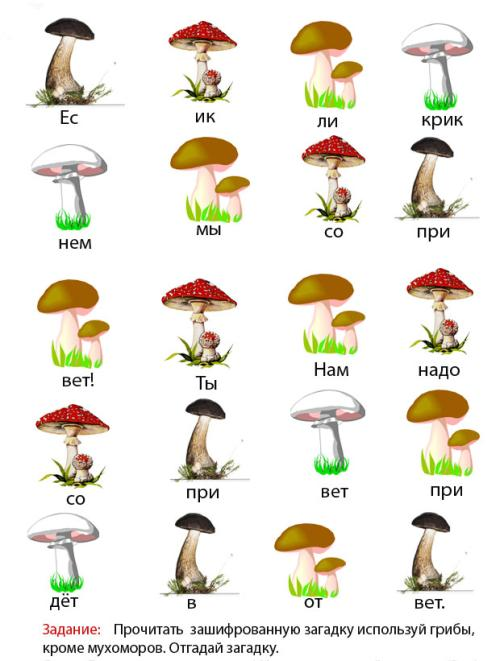 Ес ик ли крик
нем мы со при
вет! Ты Нам надо
со при вет при
дёт в от вет.
Задание: Прочитать зашифрованную загадку используй грибы,
кроме мухоморов. Отгадай загадку.